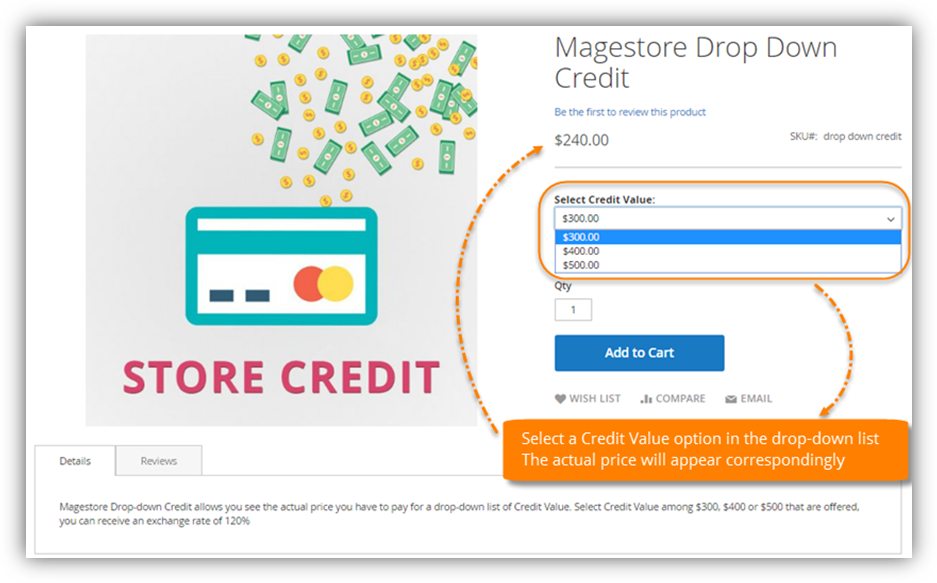 Magestore Drop Down
Credit
Be the first to review this product
$240.00
SKU#: drop down credit
Select Credit Value:
$300.00
$300.00
$400.00
$500.00
Qty
1
Add to Cart
WISH LIST
COMPARE
EMAIL
STORE CREDIT
Select a Credit Value option in the drop-down list
The actual price will appear correspondingly
Details
Reviews
Magestore Drop-down Credit allows you see the actual price you have to pay for a drop-down list of Credit Value. Select Credit Value among $300, $400 or $500 that are offered,
you can receive an exchange rate of 120%